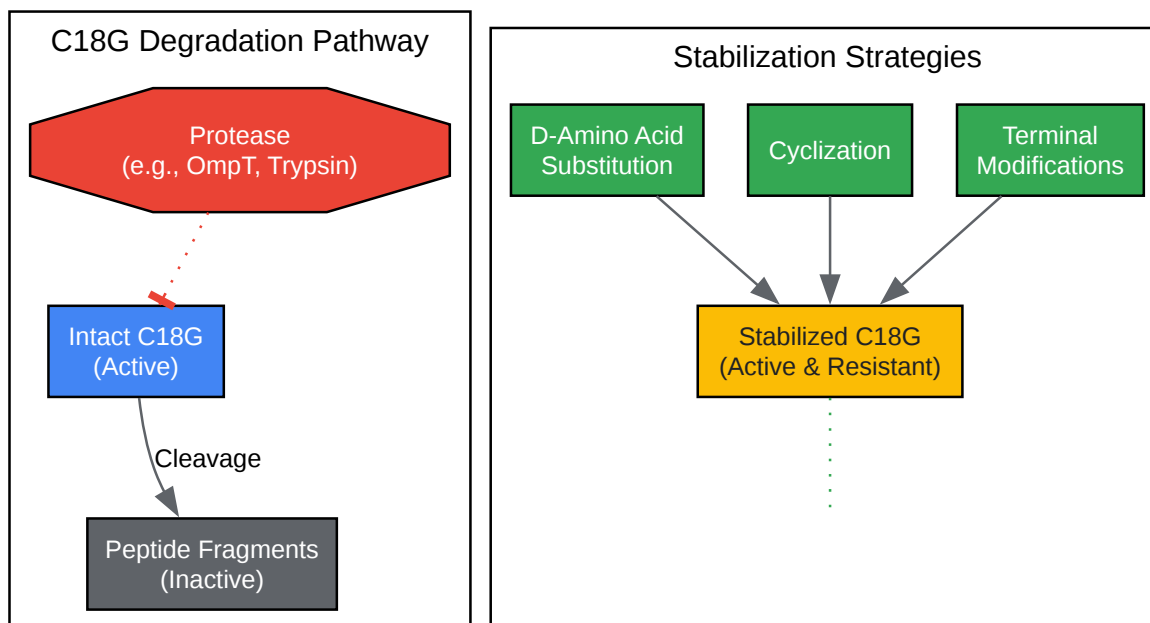 C18G Degradation Pathway
Protease
(e.g., OmpT, Trypsin)
Intact C18G
(Active)
Cleavage
Peptide Fragments
(Inactive)
Stabilization Strategies
D-Amino Acid
Substitution
Cyclization
Terminal
Modifications
Stabilized C18G
(Active & Resistant)